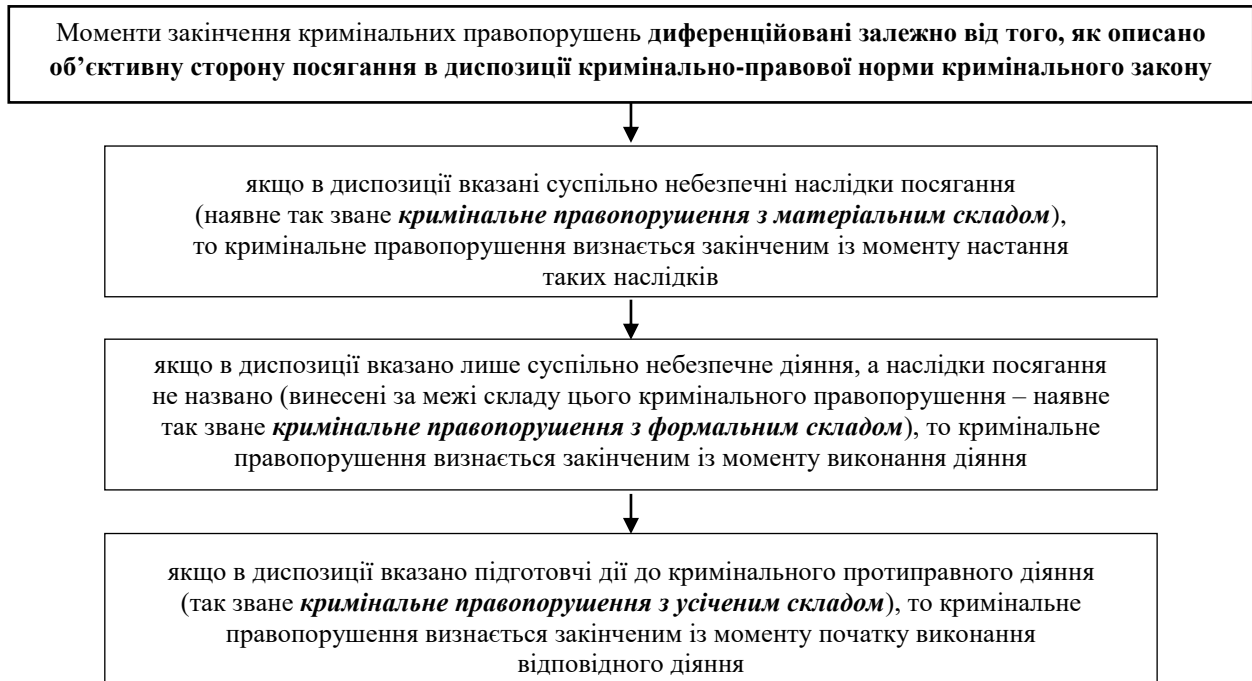 Моменти закінчення кримінальних правопорушень диференційовані залежно від того, як описано
об’єктивну сторону посягання в диспозиції кримінально-правової норми кримінального закону
якщо в диспозиції вказані суспільно небезпечні наслідки посягання
(наявне так зване кримінальне правопорушення з матеріальним складом),
то кримінальне правопорушення визнається закінченим із моменту настання
таких наслідків
якщо в диспозиції вказано лише суспільно небезпечне діяння, а наслідки посягання
не названо (винесені за межі складу цього кримінального правопорушення – наявне
так зване кримінальне правопорушення з формальним складом), то кримінальне
правопорушення визнається закінченим із моменту виконання діяння
якщо в диспозиції вказано підготовчі дії до кримінального протиправного діяння
(так зване кримінальне правопорушення з усіченим складом), то кримінальне
правопорушення визнається закінченим із моменту початку виконання
відповідного діяння